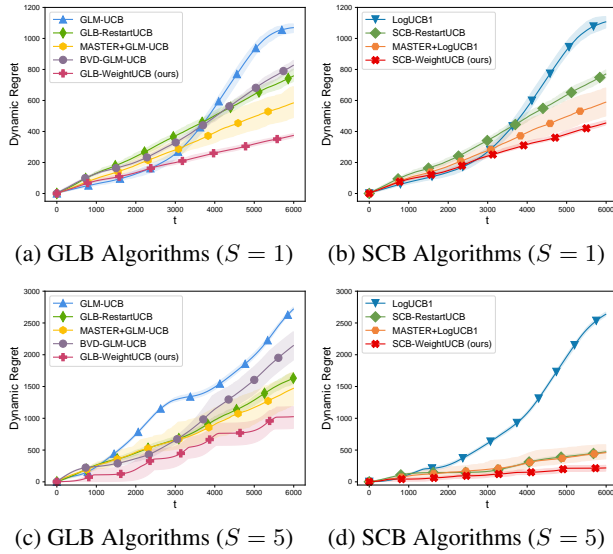 GLM-UCB
GLB-RestartUCB
MASTER+GLM-UCB
BVD-GLM-UCB
GLB-WeightUCB (ours)
Dynamic Regret
1000
800
600
400
200
0
0 1000 2000 3000 4000 5000 6000
t
(a) GLB Algorithms (S = 1)
LogUCB1
SCB-RestartUCB
MASTER+LogUCB1
SCB-WeightUCB (ours)
Dynamic Regret
1200
1000
800
600
400
200
0
0 1000 2000 3000 4000 5000 6000
t
(b) SCB Algorithms (S = 1)
GLM-UCB
GLB-RestartUCB
MASTER+GLM-UCB
BVD-GLM-UCB
GLB-WeightUCB (ours)
Dynamic Regret
3000
2500
2000
1500
1000
500
0
0 1000 2000 3000 4000 5000 6000
t
(c) GLB Algorithms (S = 5)
LogUCB1
SCB-RestartUCB
MASTER+LogUCB1
SCB-WeightUCB (ours)
Dynamic Regret
3000
2500
2000
1500
1000
500
0
0 1000 2000 3000 4000 5000 6000
t
(d) SCB Algorithms (S = 5)